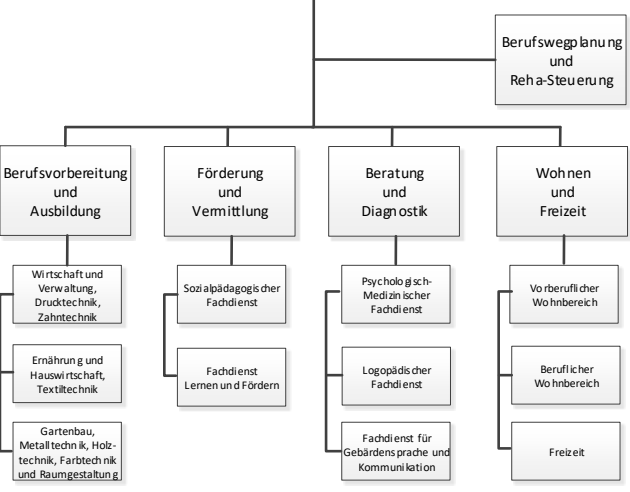 Berufswegplanung
und
Reha-Steuerung
Berufsvorbereitung
und
Ausbildung
Förderung
und
Vermittlung
Beratung
und
Diagnostik
Wohnen
und
Freizeit
Wirtschaft und
Verwaltung,
Drucktechnik,
Zahntechnik
Sozialpädagogischer
Fachdienst
Psychologisch-
Medizinischer
Fachdienst
Vorberuflicher
Wohnbereich
Ernährung und
Hauswirtschaft,
Textiltechnik
Fachdienst
Lernen und Fördern
Logopädischer
Fachdienst
Beruflicher
Wohnbereich
Gartenbau,
Metalltechnik, Holz-
technik, Farbtechnik
und Raumgestaltung
Fachdienst für
Gebärdensprache und
Kommunikation
Freizeit